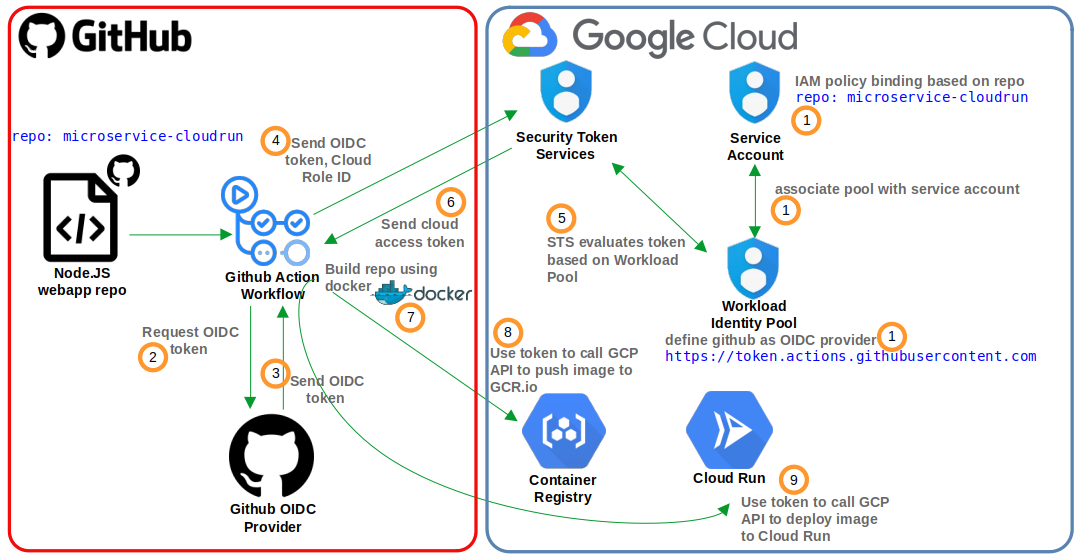 GitHub
Google Cloud
repo: microservice-cloudrun
Node.JS
webapp repo
4
Send OIDC
token, Cloud
Role ID
Github Action
Workflow
6
Send cloud
access token
Build repo using
docker
docker
7
Request OIDC
token
2
3
Send OIDC
token
Github OIDC
Provider
Security Token
Services
Service
Account
IAM policy binding based on repo
repo: microservice-cloudrun
1
associate pool with service account
1
5
STS evaluates token
based on Workload
Pool
Workload
Identity Pool
define github as OIDC provider
1
https://token.actions.githubusercontent.com
8
Use token to call GCP
API to push image to
GCR.io
Container
Registry
Cloud Run
9
Use token to call GCP
API to deploy image
to Cloud Run